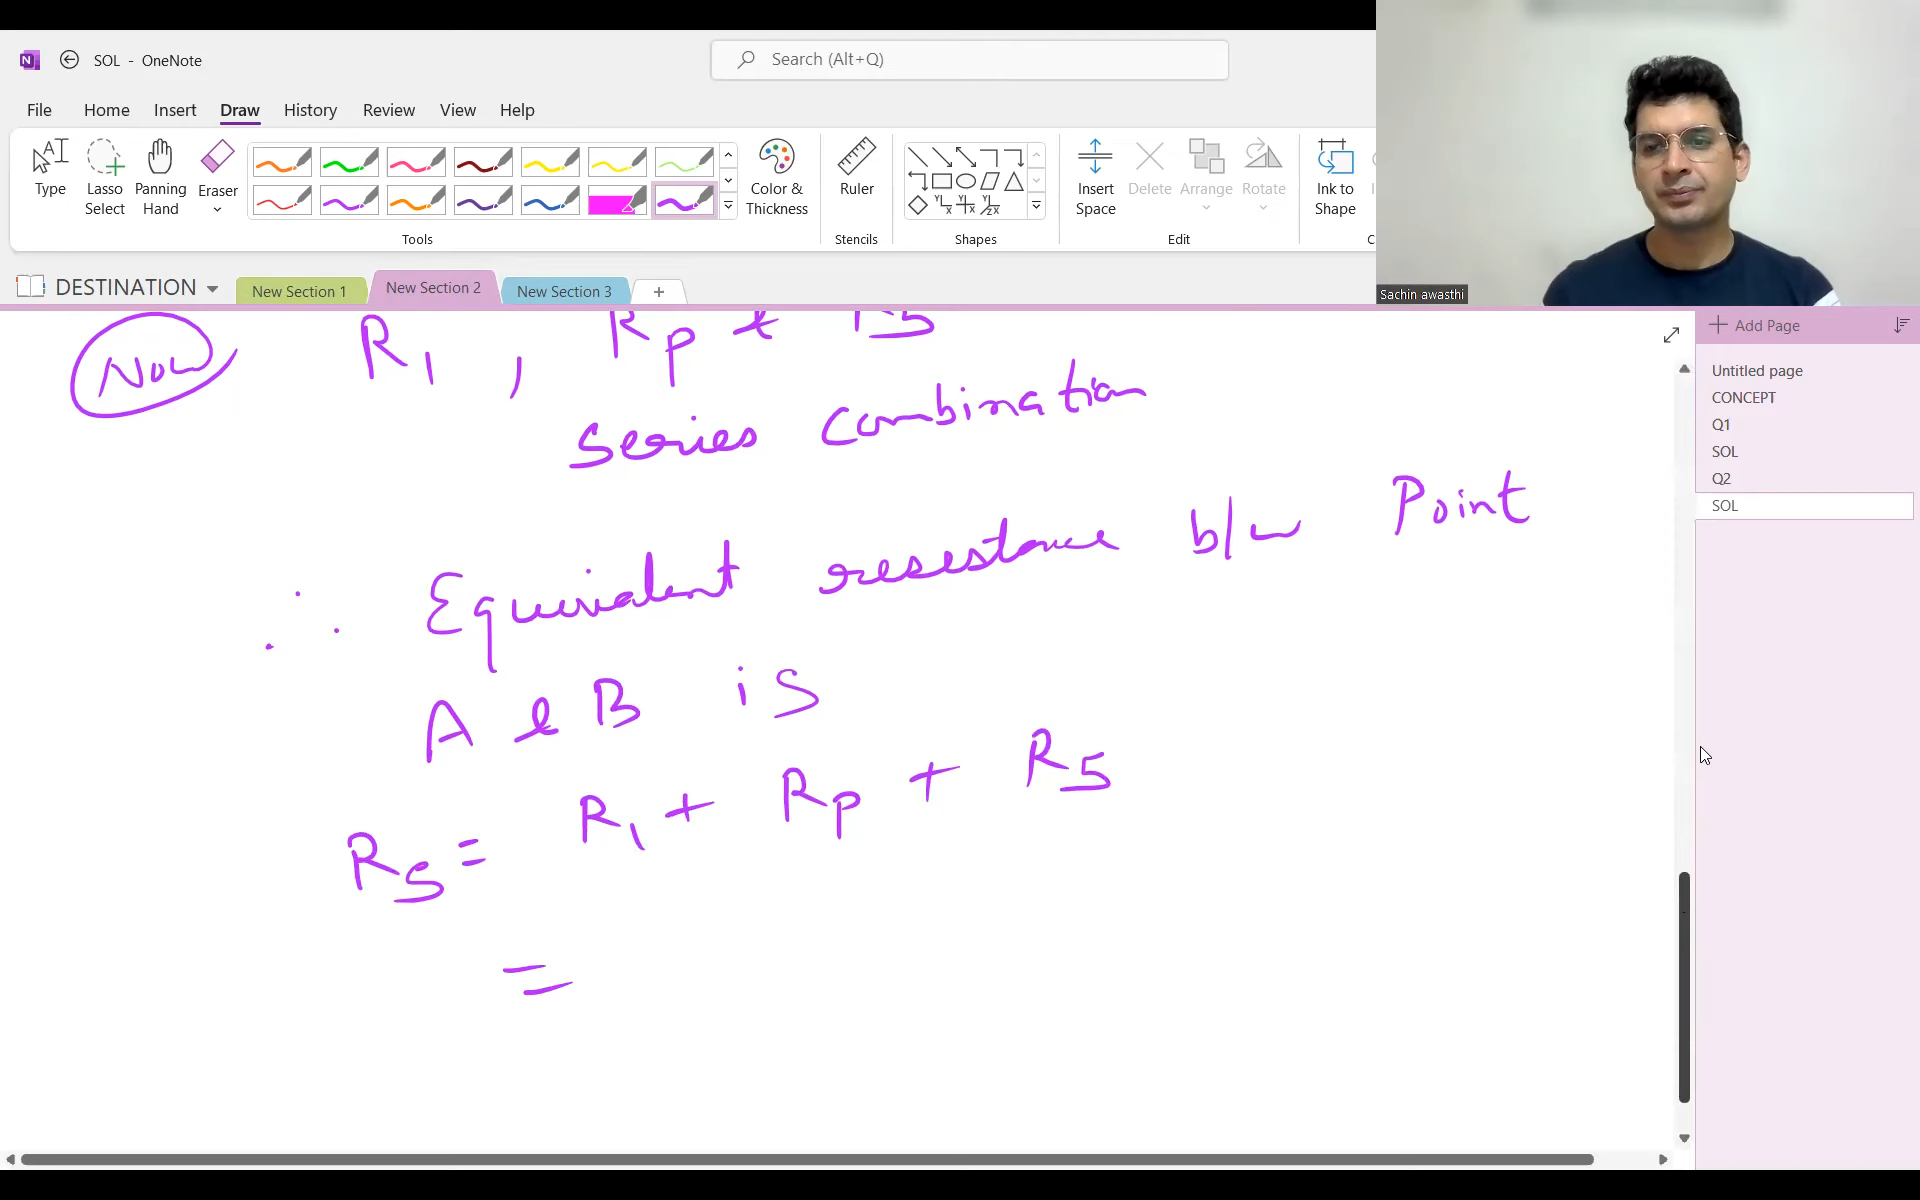 SOL - OneNote
Search (Alt+Q)
File Home Insert Draw History Review View Help
Type
Lasso Select
Panning Hand
Eraser
Color & Thickness
Ruler
Insert Space
Delete
Arrange
Rotate
Ink to Shape
Tools
Stencils
Shapes
Edit
DESTINATION
New Section 1
New Section 2
New Section 3
Sachin awasthi
Add Page
Untitled page
CONCEPT
Q1
SOL
Q2
SOL
Now R1 , RP & R5
series combination
∴ Equivalent resestance b/w Point
A & B is
RS = R1 + RP + R5
=